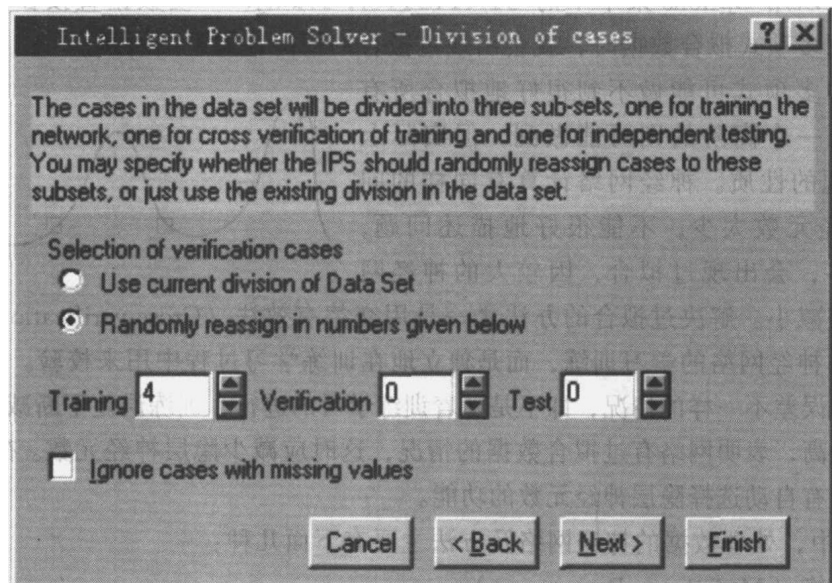 Intelligent Problem Solver - Division of cases
The cases in the data set will be divided into three sub-sets, one for training the
network, one for cross verification of training and one for independent testing.
You may specify whether the IPS should randomly reassign cases to these
subsets, or just use the existing division in the data set.
Selection of verification cases
Use current division of Data Set
Randomly reassign in numbers given below
Training 4 Verification 0 Test 0
Ignore cases with missing values
Cancel < Back Next > Finish